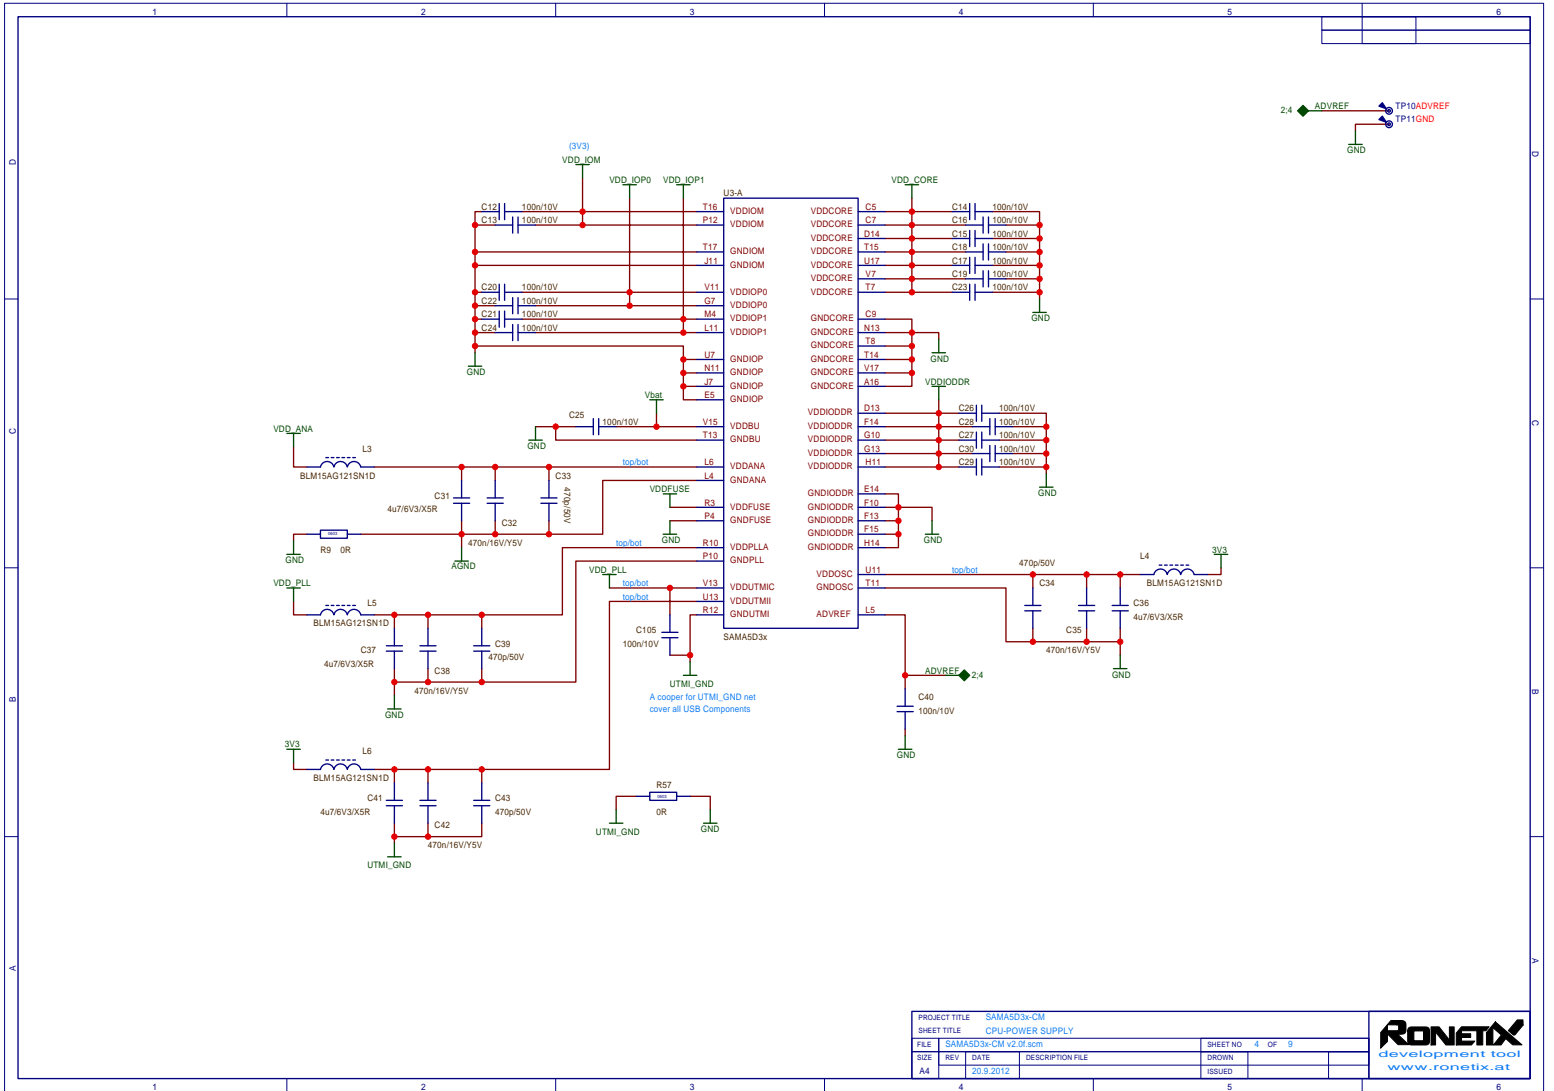 1 2 3 4 5 6
D
C
B
A
D
C
B
A
2;4 ADVREF TP10 ADVREF
TP11 GND
GND
(3V3)
VDD_IOM
VDD_IOP0 VDD_IOP1 VDD_CORE
U3-A
C12 100n/10V T16 VDDIOM VDDCORE C5 C14 100n/10V
C13 100n/10V P12 VDDIOM VDDCORE C7 C16 100n/10V
VDDCORE D14 C15 100n/10V
T17 GNDIOM VDDCORE T15 C18 100n/10V
J11 GNDIOM VDDCORE U17 C17 100n/10V
VDDCORE V7 C19 100n/10V
C20 100n/10V V11 VDDIOP0 VDDCORE T7 C23 100n/10V
C22 100n/10V G7 VDDIOP0
C21 100n/10V M4 VDDIOP1 GNDCORE C9 GND
C24 100n/10V L11 VDDIOP1 GNDCORE N13
GNDCORE T8
GND U7 GNDIOP GNDCORE T14 GND
N11 GNDIOP GNDCORE V17
J7 GNDIOP GNDCORE A16 VDDIODDR
E5 GNDIOP
Vbat
VDDIODDR D13 C26 100n/10V
C25 100n/10V V15 VDDBU VDDIODDR F14 C28 100n/10V
GND T13 GNDBU VDDIODDR G10 C27 100n/10V
VDDIODDR G13 C30 100n/10V
VDDIODDR H11 C29 100n/10V
GND
VDD_ANA
L3
BLM15AG121SN1D
top/bot L6 VDDANA
L4 GNDANA
C31
4u7/6V3/X5R
C32
470n/16V/Y5V
C33
470p/50V
VDDFUSE
R3 VDDFUSE
P4 GNDFUSE
GND
GNDIODDR E14
GNDIODDR F10
GNDIODDR F13
GNDIODDR F15
GNDIODDR H14
GND
GND
R9 0R
0603
AGND
top/bot R10 VDDPLLA
P10 GNDPLL
VDD_PLL
top/bot V13 VDDUTMIC
top/bot U13 VDDUTMII
R12 GNDUTMI
VDDOSC U11 top/bot
GNDOSC T11
ADVREF L5
SAMA5D3x
470p/50V
C34
C35
470n/16V/Y5V
C36
4u7/6V3/X5R
L4
BLM15AG121SN1D
3V3
GND
VDD_PLL
L5
BLM15AG121SN1D
C37
4u7/6V3/X5R
C38
470n/16V/Y5V
C39
470p/50V
GND
C105
100n/10V
UTMI_GND
A cooper for UTMI_GND net
cover all USB Components
ADVREF 2;4
C40
100n/10V
GND
3V3
L6
BLM15AG121SN1D
C41
4u7/6V3/X5R
C42
470n/16V/Y5V
C43
470p/50V
UTMI_GND
R57
0603
0R
UTMI_GND GND
PROJECT TITLE SAMA5D3x-CM
SHEET TITLE CPU-POWER SUPPLY
FILE SAMA5D3x-CM v2.0f.scm SHEET NO 4 OF 9
SIZE REV DATE DESCRIPTION FILE DROWN
A4 20.9.2012 ISSUED
RONETIX
development tool
www.ronetix.at
1 2 3 4 5 6